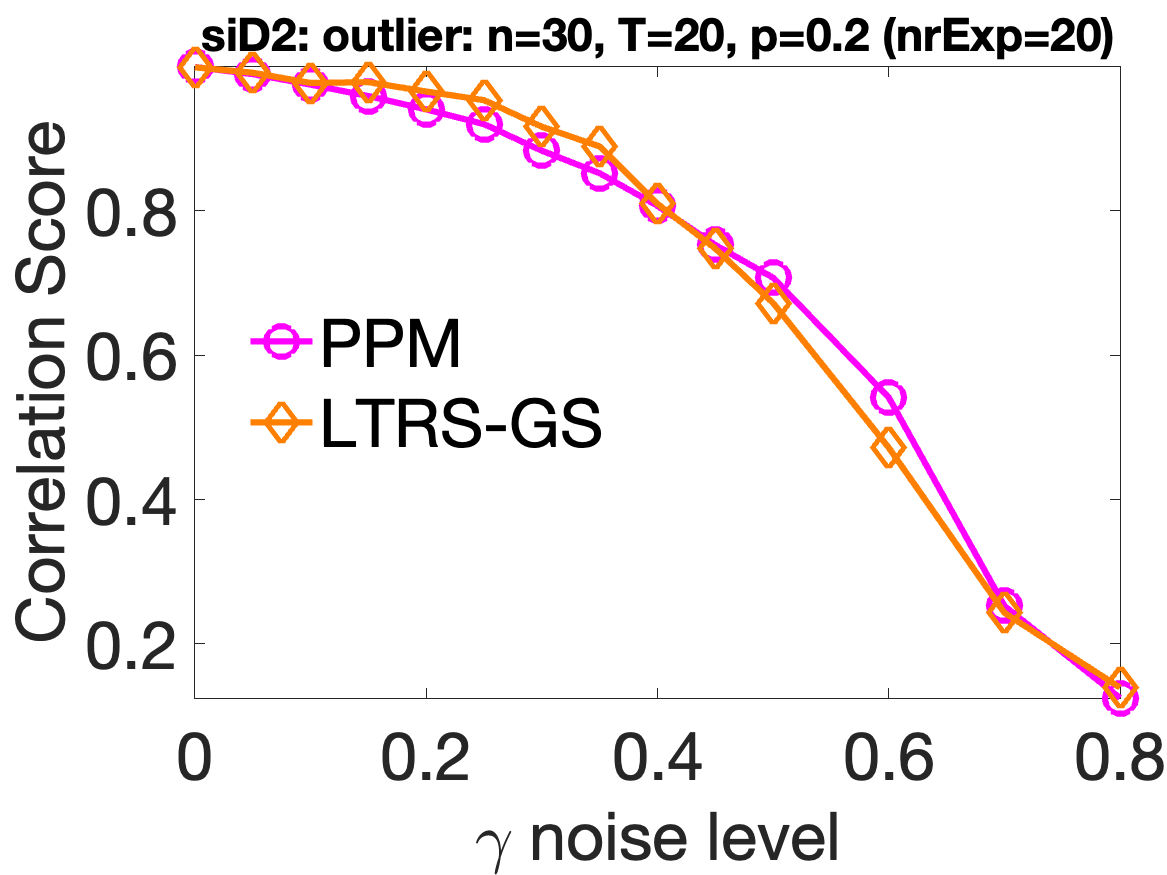 siD2: outlier: n=30, T=20, p=0.2 (nrExp=20)
Correlation Score
0.8
0.6
0.4
0.2
PPM
LTRS-GS
0 0.2 0.4 0.6 0.8
γ noise level